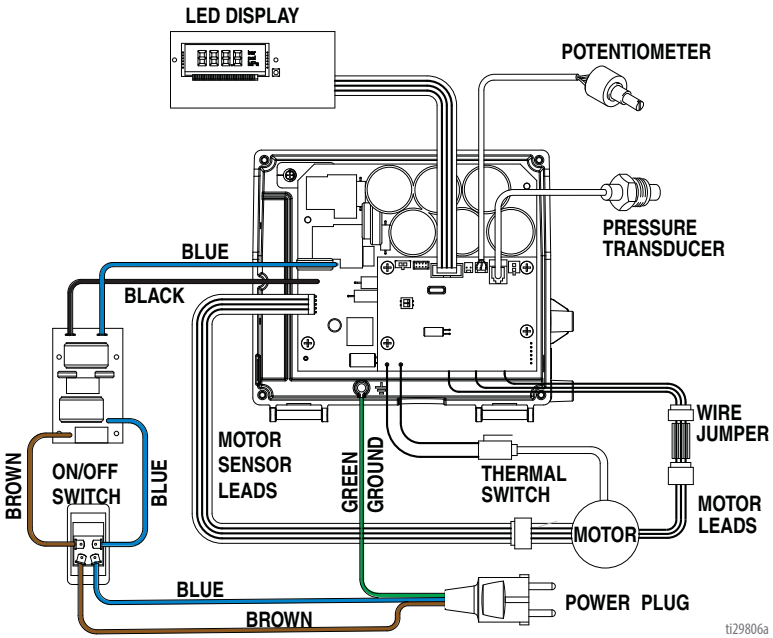 LED DISPLAY
POTENTIOMETER
PRESSURE
TRANSDUCER
BLUE
BLACK
MOTOR
SENSOR
LEADS
GREEN
GROUND
THERMAL
SWITCH
WIRE
JUMPER
MOTOR
LEADS
BROWN
ON/OFF
SWITCH
BLUE
MOTOR
BLUE
BROWN
POWER PLUG
ti29806a